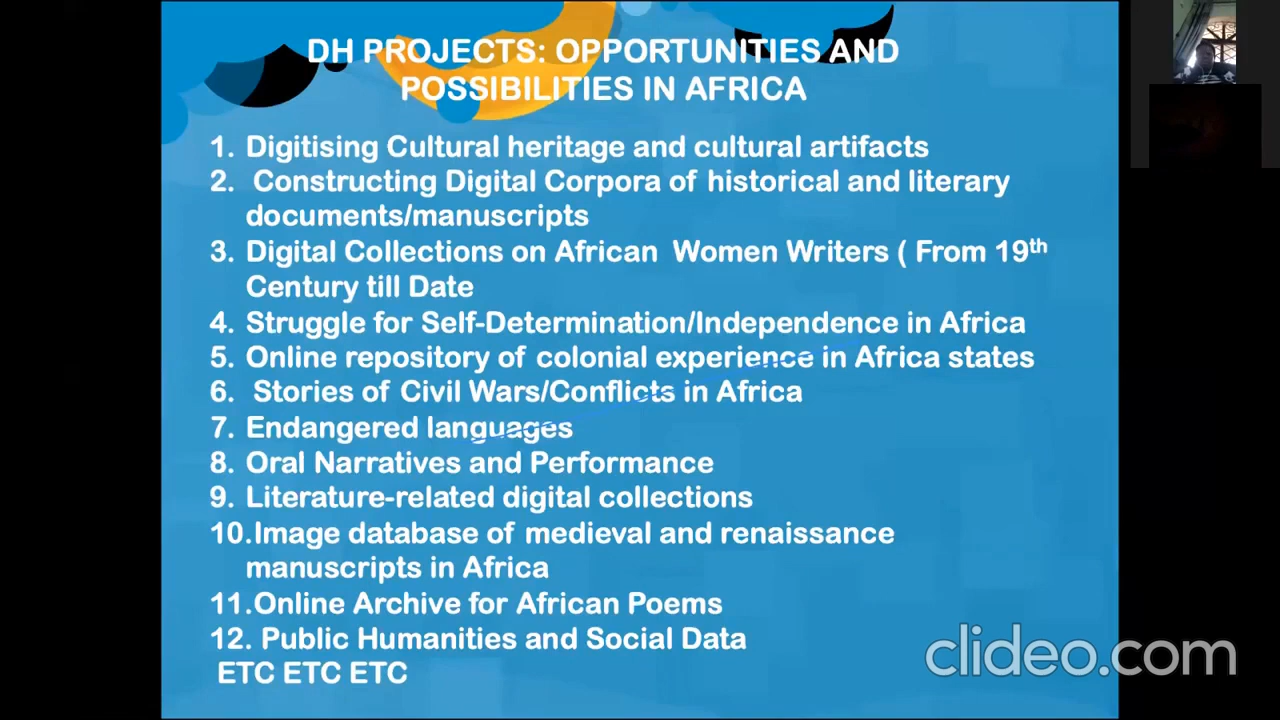 DH PROJECTS: OPPORTUNITIES AND
POSSIBILITIES IN AFRICA
1. Digitising Cultural heritage and cultural artifacts
2. Constructing Digital Corpora of historical and literary
documents/manuscripts
3. Digital Collections on African Women Writers ( From 19th
Century till Date
4. Struggle for Self-Determination/Independence in Africa
5. Online repository of colonial experience in Africa states
6. Stories of Civil Wars/Conflicts in Africa
7. Endangered languages
8. Oral Narratives and Performance
9. Literature-related digital collections
10.Image database of medieval and renaissance
manuscripts in Africa
11.Online Archive for African Poems
12. Public Humanities and Social Data
ETC ETC ETC
clideo.com